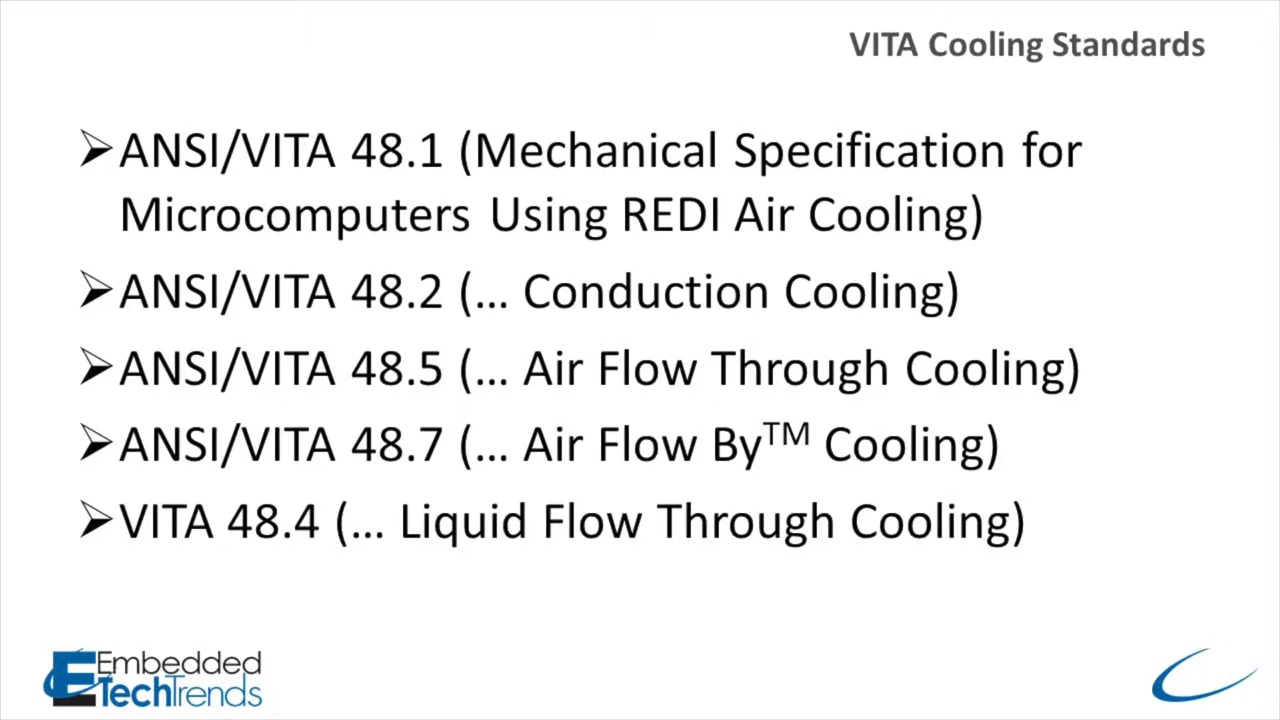 VITA Cooling Standards
➢ANSI/VITA 48.1 (Mechanical Specification for
Microcomputers Using REDI Air Cooling)
➢ANSI/VITA 48.2 (… Conduction Cooling)
➢ANSI/VITA 48.5 (… Air Flow Through Cooling)
➢ANSI/VITA 48.7 (… Air Flow By™ Cooling)
➢VITA 48.4 (… Liquid Flow Through Cooling)
Embedded
TechTrends